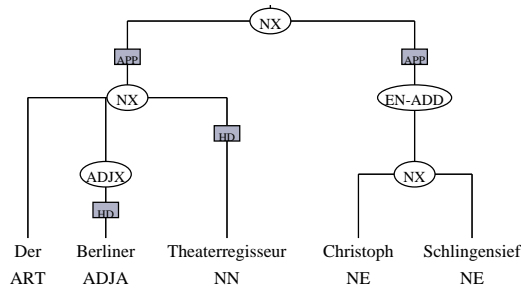 NX
APP APP
NX EN-ADD
HD
ADJX NX
HD
Der Berliner Theaterregisseur Christoph Schlingensief
ART ADJA NN NE NE